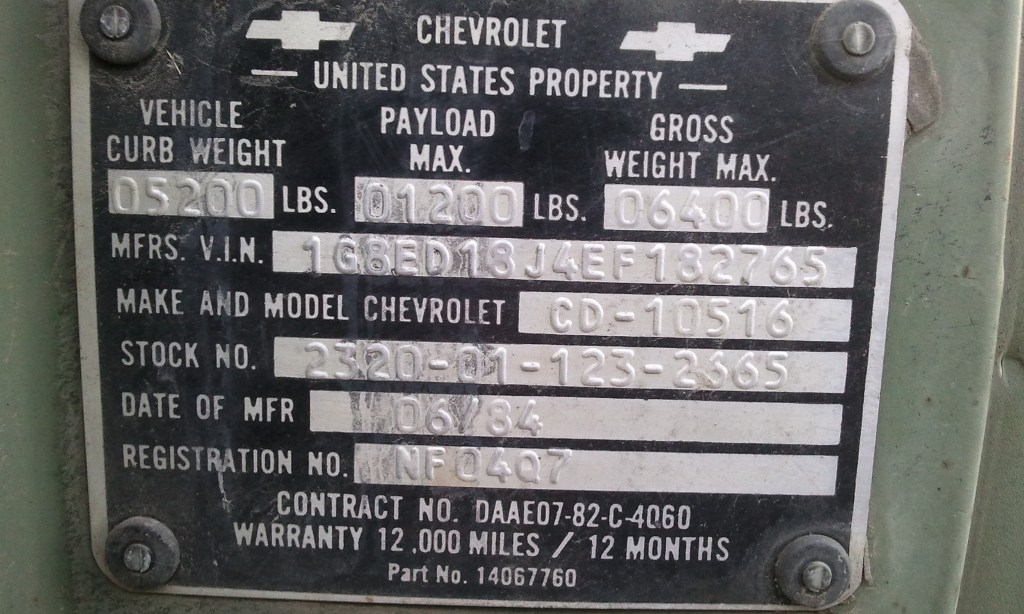 CHEVROLET
— UNITED STATES PROPERTY —
VEHICLE CURB WEIGHT 05200 LBS.
PAYLOAD MAX. 01200 LBS.
GROSS WEIGHT MAX. 06400 LBS.
MFRS. V.I.N. 1G8ED18J4EF182765
MAKE AND MODEL CHEVROLET CD-10516
STOCK NO. 2320-01-123-2665
DATE OF MFR 06/84
REGISTRATION NO. NF04Q7
CONTRACT NO. DAAE07-82-C-4060
WARRANTY 12,000 MILES / 12 MONTHS
Part No. 14067760